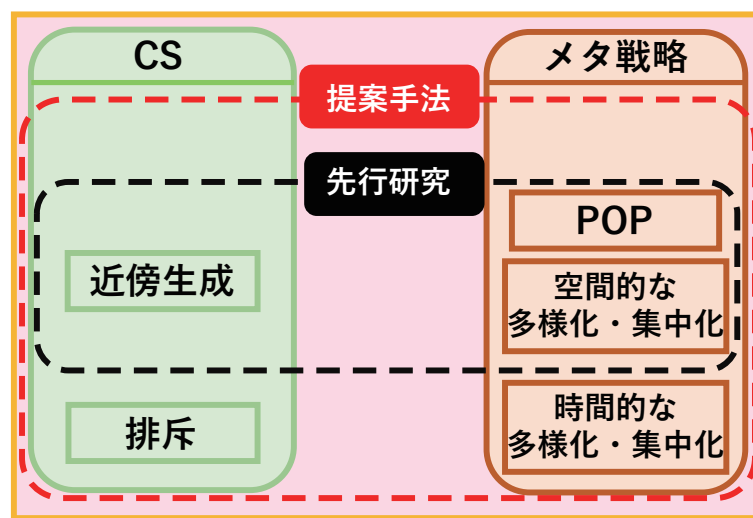 CS
メタ戦略
提案手法
先行研究
POP
近傍生成
空間的な
多様化・集中化
排斥
時間的な
多様化・集中化